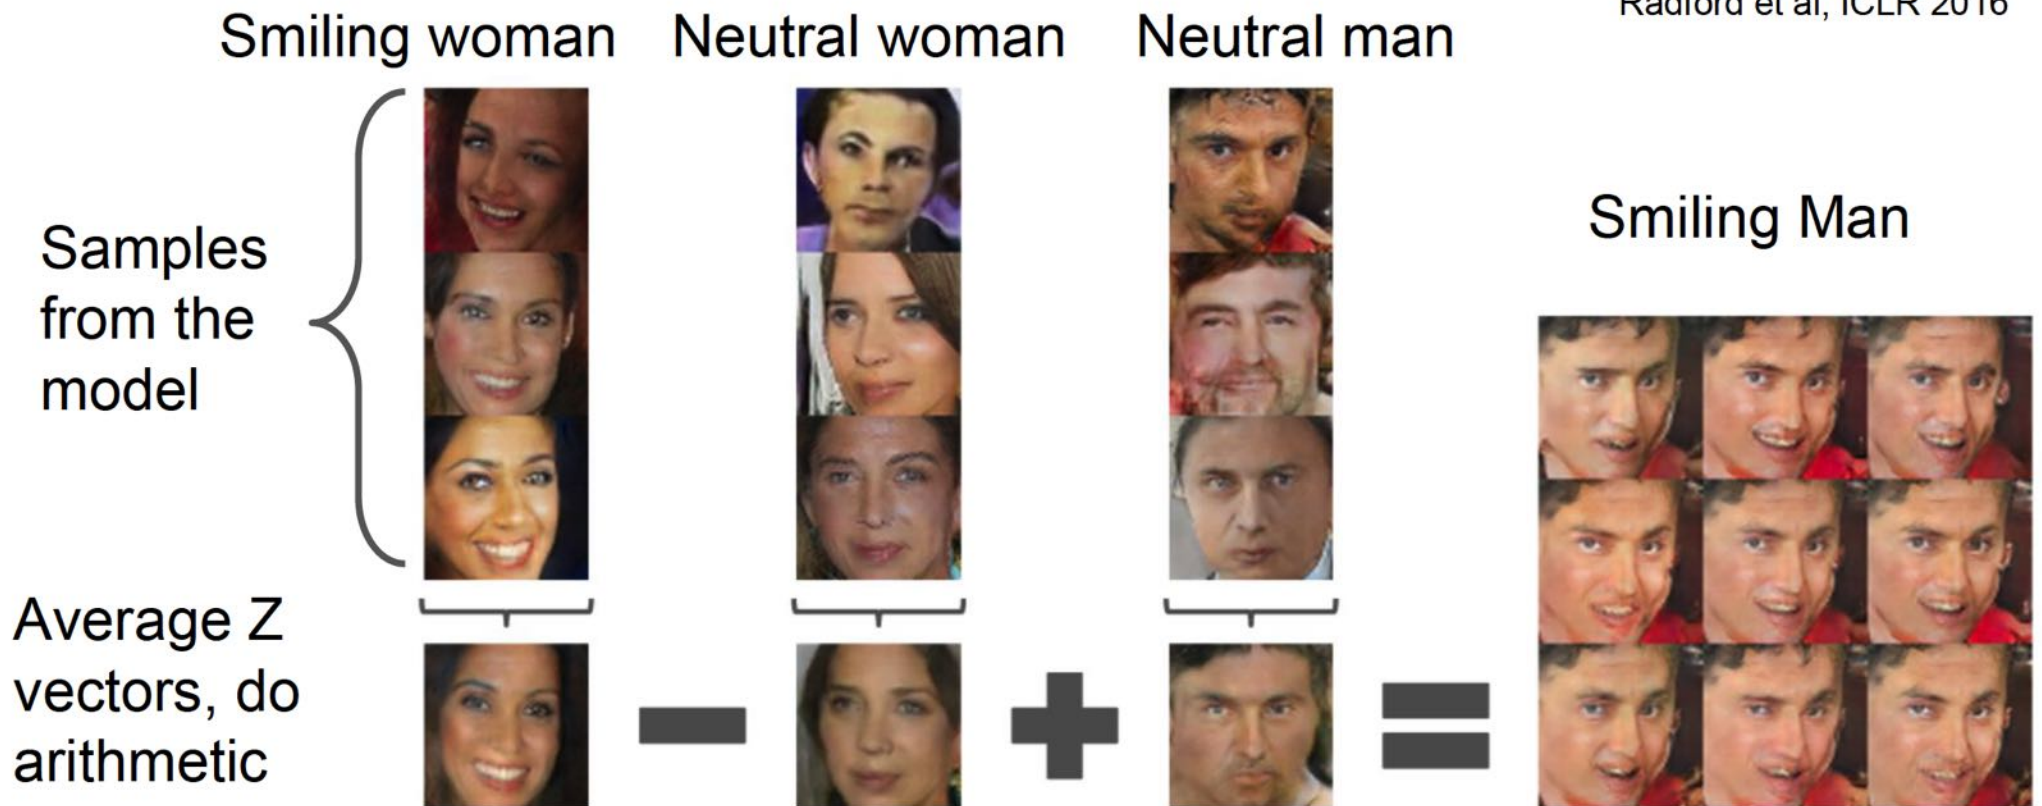 Radford et al, ICLR 2016
Smiling woman
Neutral woman
Neutral man
Samples
from the
model
Smiling Man
Average Z
vectors, do
arithmetic